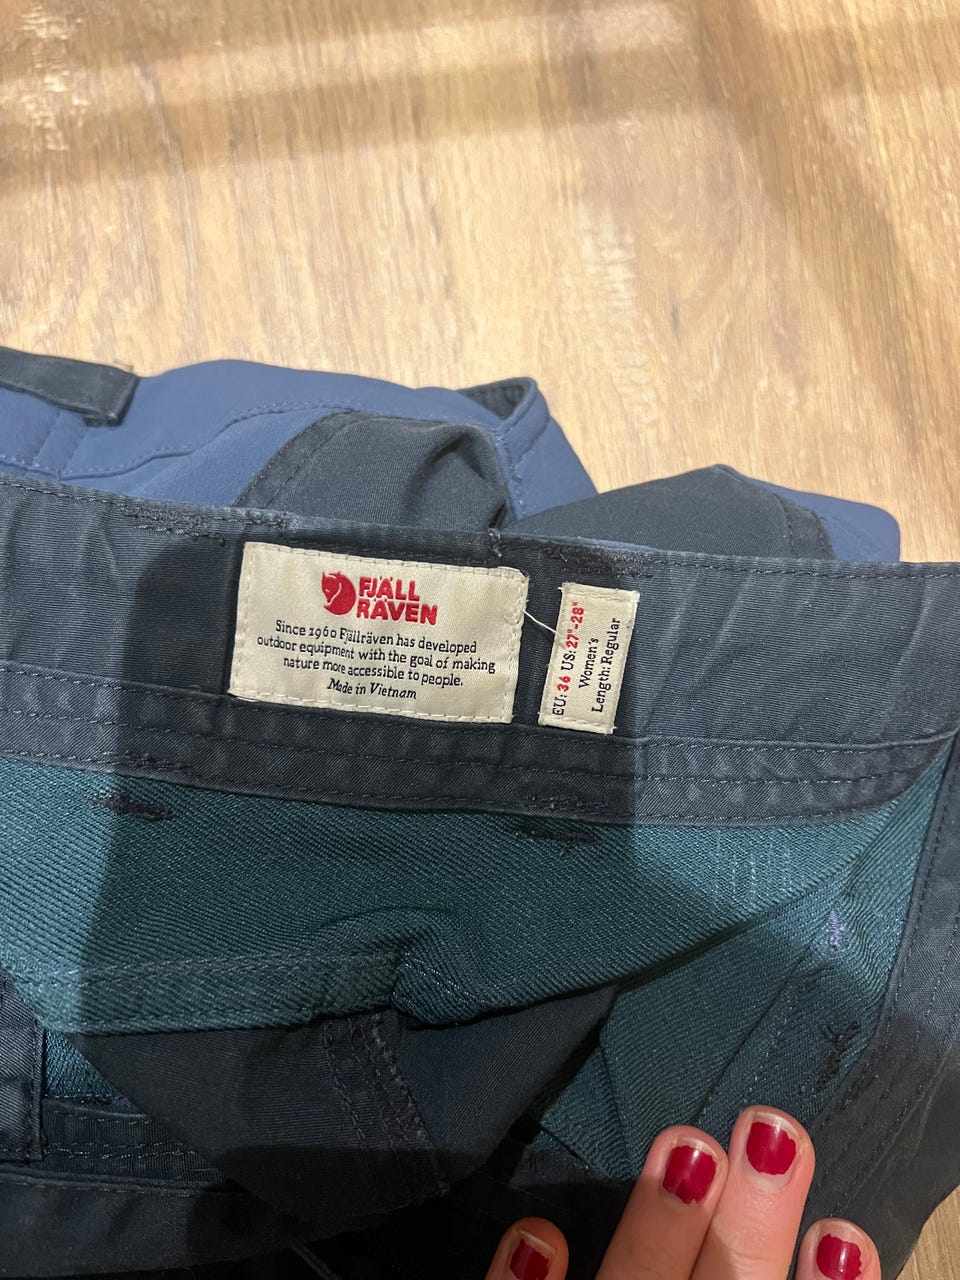 FJÄLL
RÄVEN
Since 1960 Fjällräven has developed
outdoor equipment with the goal of making
nature more accessible to people.
Made in Vietnam
EU: 36 US: 27"-28"
Women's
Length: Regular